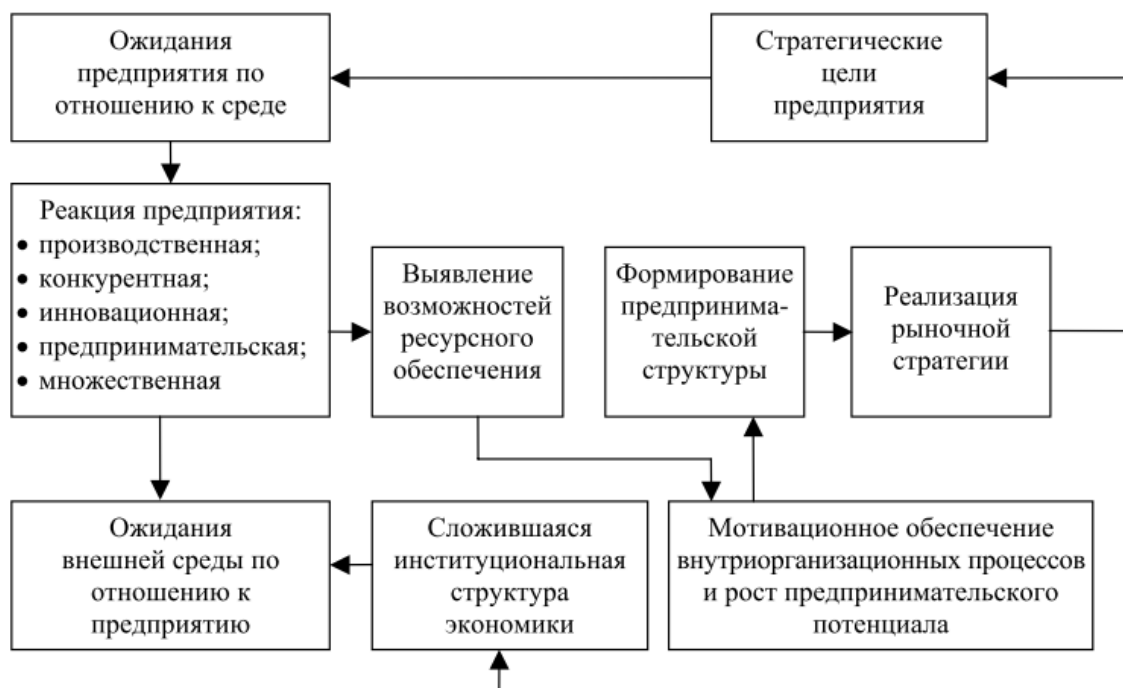 Ожидания
предприятия по
отношению к среде
Стратегические
цели
предприятия
Реакция предприятия:
• производственная;
• конкурентная;
• инновационная;
• предпринимательская;
• множественная
Выявление
возможностей
ресурсного
обеспечения
Формирование
предпринима-
тельской
структуры
Реализация
рыночной
стратегии
Ожидания
внешней среды по
отношению к
предприятию
Сложившаяся
институциональная
структура
экономики
Мотивационное обеспечение
внутриорганизационных процессов
и рост предпринимательского
потенциала